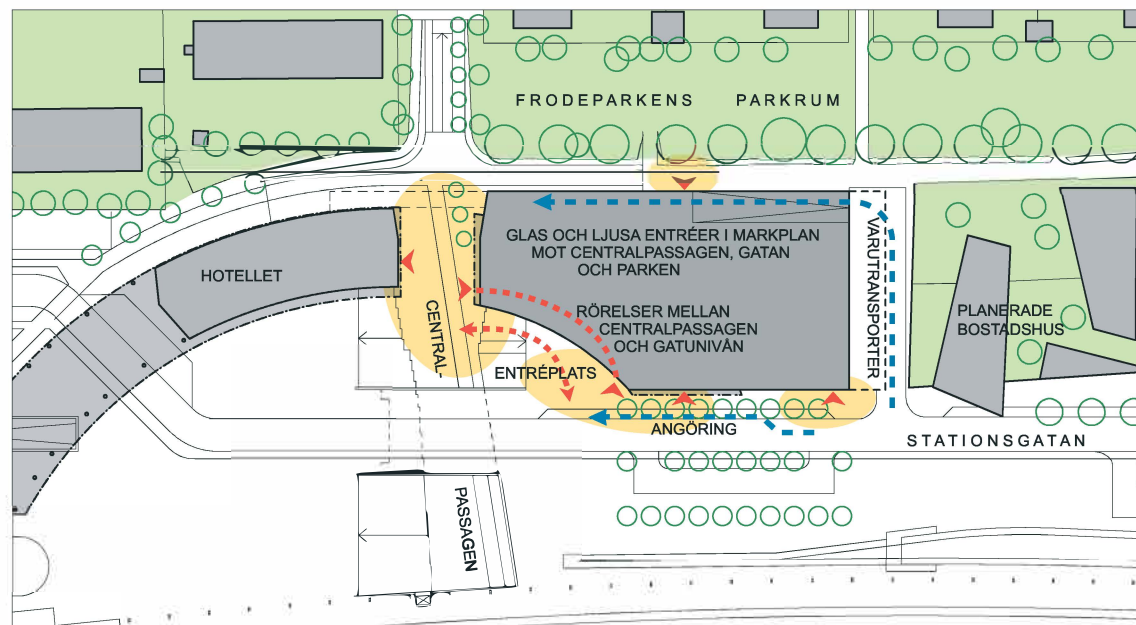 FRODEPARKENS PARKRUM
GLAS OCH LJUSA ENTRÉER I MARKPLAN
MOT CENTRALPASSAGEN, GATAN
OCH PARKEN
HOTELLET
CENTRAL-
RÖRELSER MELLAN
CENTRALPASSAGEN
OCH GATUNIVÅN
VARUTRANSPORTER
PLANERADE
BOSTADSHUS
ENTRÉPLATS
ANGÖRING
STATIONSGATAN
PASSAGEN